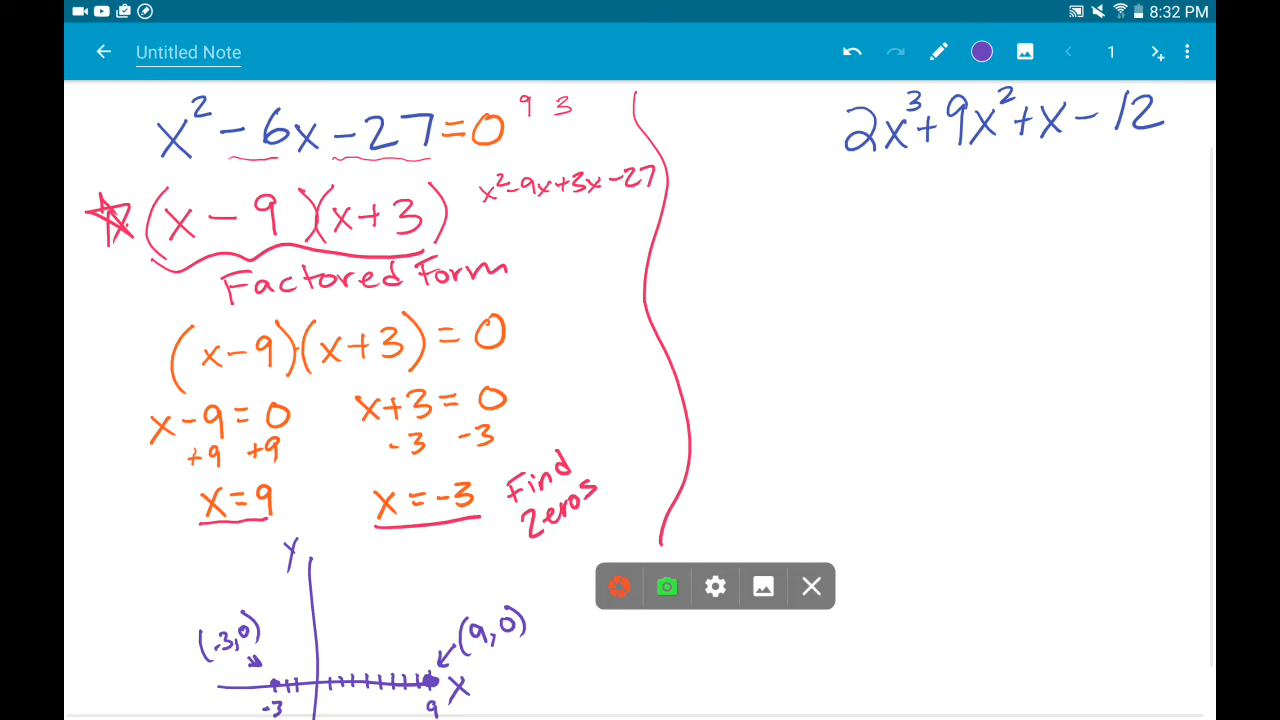 8:32 PM
Untitled Note
1
x² - 6x - 27 = 0
9 3
x² - 9x + 3x - 27
(x - 9)(x + 3)
Factored Form
(x - 9)·(x + 3) = 0
x - 9 = 0 x + 3 = 0
+9 +9 -3 -3
x = 9 x = -3
Find
Zeros
Y
(-3,0)
(9,0)
X
-3 9
2x³ + 9x² + x - 12